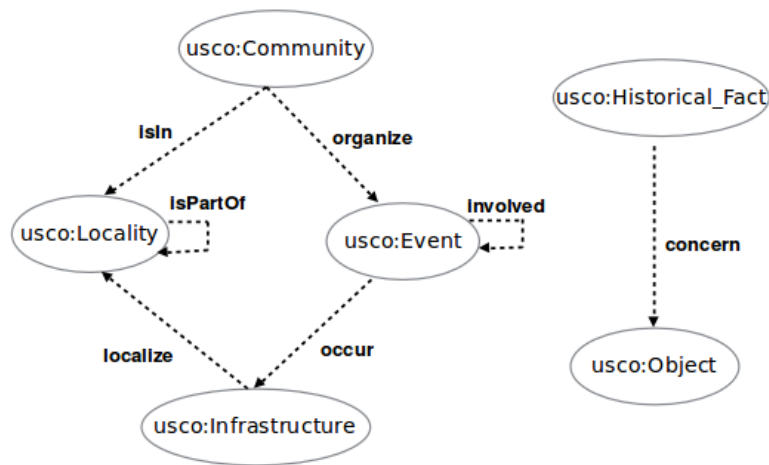 usco:Community
usco:Historical_Fact
isIn
organize
isPartOf
involved
usco:Locality
usco:Event
concern
localize
occur
usco:Object
usco:Infrastructure